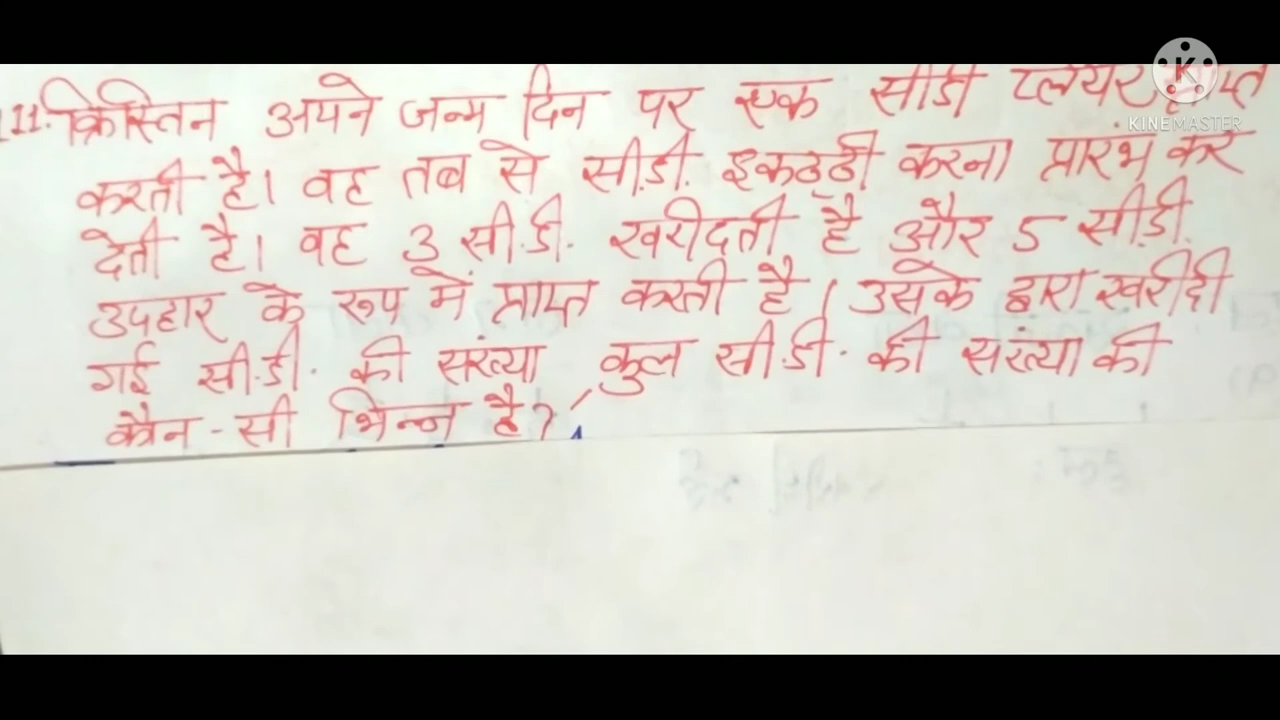 11. क्रिस्तिन अपने जन्म दिन पर एक सीडी प्लेयर प्राप्त
करती है। वह तब से सी.डी. इकठ्ठी करना प्रारंभ कर
देती है। वह 3 सी.डी. खरीदती है और 5 सी.डी.
उपहार के रूप में प्राप्त करती है। उसके द्वारा खरीदी
गई सी.डी. की संख्या कुल सी.डी. की संख्या की
कौन-सी भिन्न है?
K
KINEMASTER